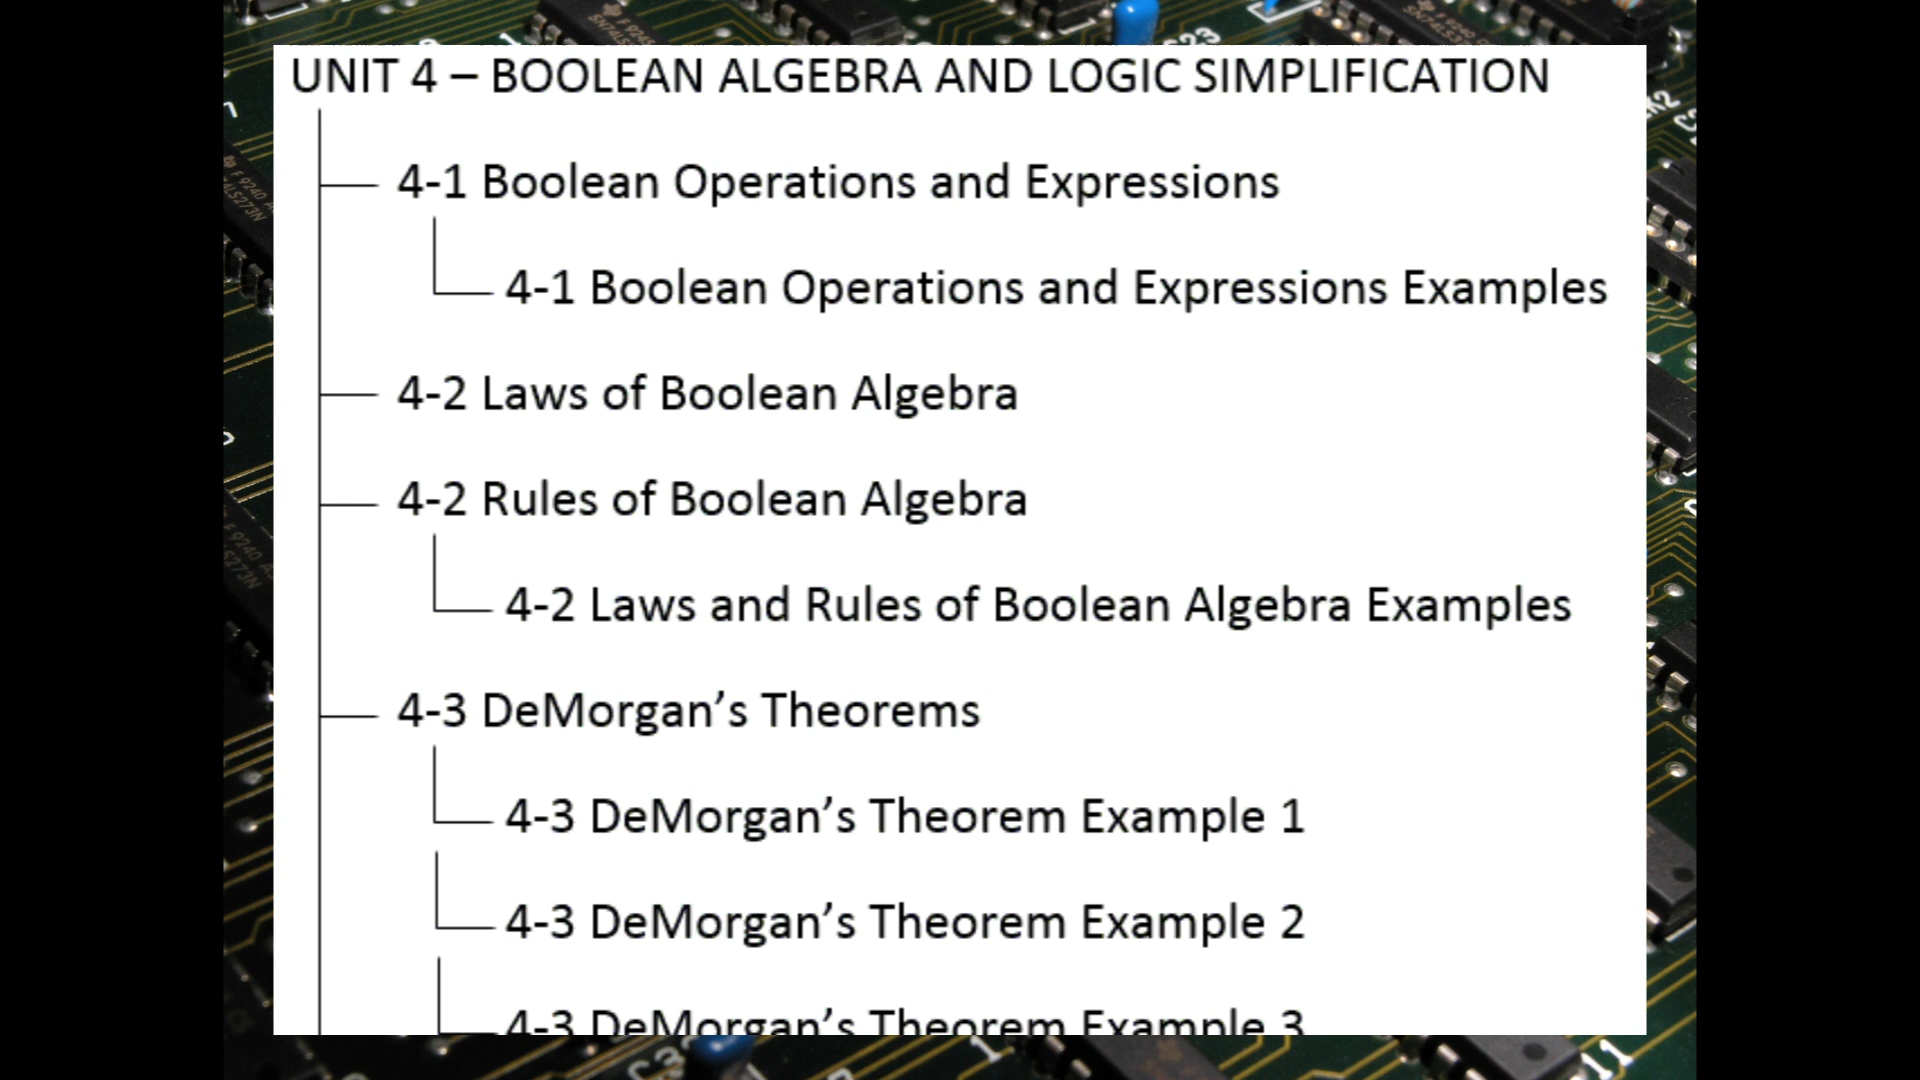 UNIT 4 – BOOLEAN ALGEBRA AND LOGIC SIMPLIFICATION
4-1 Boolean Operations and Expressions
4-1 Boolean Operations and Expressions Examples
4-2 Laws of Boolean Algebra
4-2 Rules of Boolean Algebra
4-2 Laws and Rules of Boolean Algebra Examples
4-3 DeMorgan’s Theorems
4-3 DeMorgan’s Theorem Example 1
4-3 DeMorgan’s Theorem Example 2
4-3 DeMorgan’s Theorem Example 3